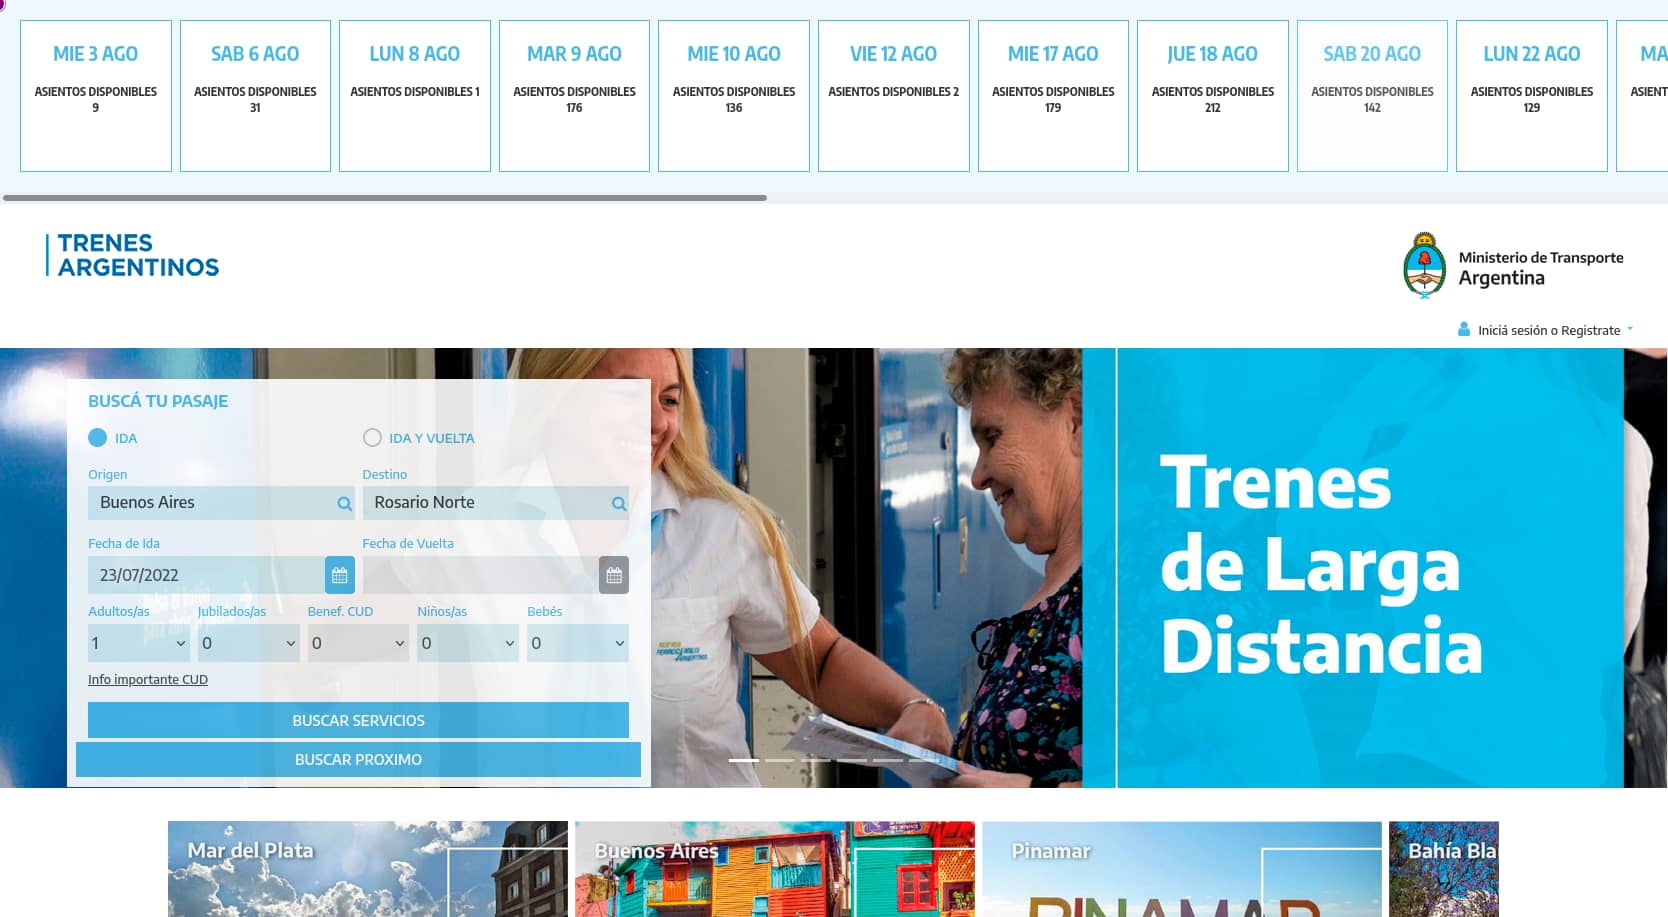 MIE 3 AGO
ASIENTOS DISPONIBLES
9
SAB 6 AGO
ASIENTOS DISPONIBLES
31
LUN 8 AGO
ASIENTOS DISPONIBLES 1
MAR 9 AGO
ASIENTOS DISPONIBLES
176
MIE 10 AGO
ASIENTOS DISPONIBLES
136
VIE 12 AGO
ASIENTOS DISPONIBLES 2
MIE 17 AGO
ASIENTOS DISPONIBLES
179
JUE 18 AGO
ASIENTOS DISPONIBLES
212
SAB 20 AGO
ASIENTOS DISPONIBLES
142
LUN 22 AGO
ASIENTOS DISPONIBLES
129
MA
ASIENT
TRENES
ARGENTINOS
Ministerio de Transporte
Argentina
Iniciá sesión o Registrate
BUSCÁ TU PASAJE
IDA
IDA Y VUELTA
Origen
Destino
Buenos Aires
Rosario Norte
Fecha de Ida
Fecha de Vuelta
23/07/2022
Adultos/as
Jubilados/as
Benef. CUD
Niños/as
Bebés
1
0
0
0
0
Info importante CUD
BUSCAR SERVICIOS
BUSCAR PROXIMO
Trenes
de Larga
Distancia
Mar del Plata
Buenos Aires
Pinamar
Bahía Bla
PINAMAR